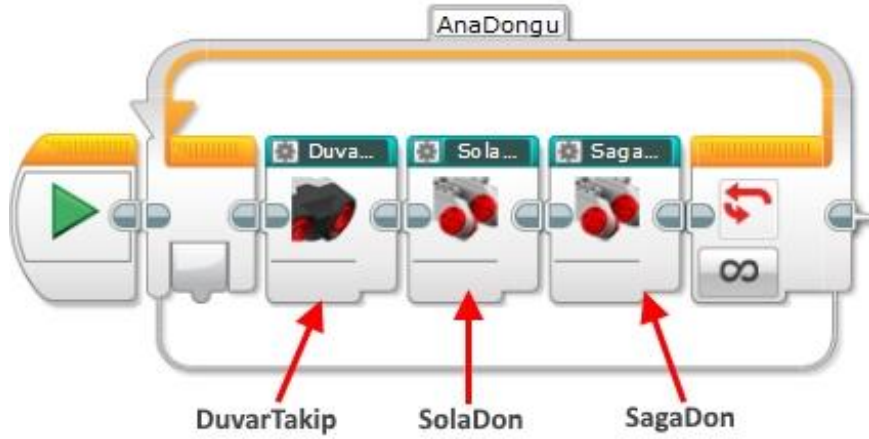 AnaDongu
Duva... Sola... Saga...
∞
DuvarTakip SolaDon SagaDon